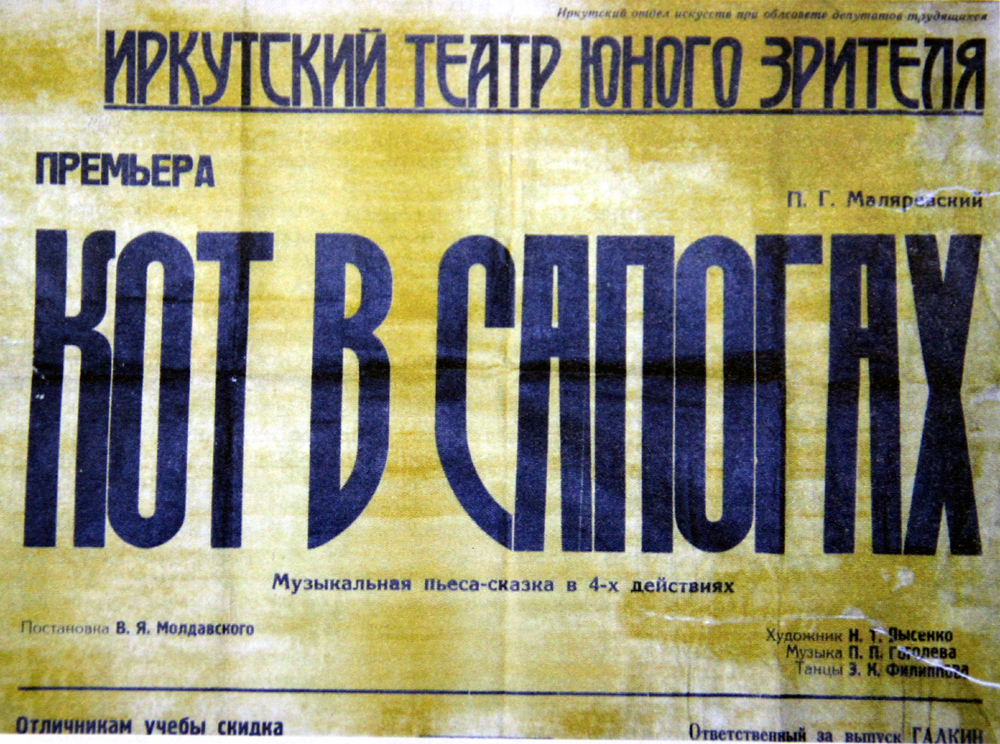 Иркутский отдел искусств при облсовете депутатов трудящихся
ИРКУТСКИЙ ТЕАТР ЮНОГО ЗРИТЕЛЯ
ПРЕМЬЕРА
П. Г. Маляревский
КОТ В САПОГАХ
Музыкальная пьеса-сказка в 4-х действиях
Постановка В. Я. Молдавского
Художник Н. Т. Лысенко
Музыка П. П. Гоголева
Танцы Э. К. Филиппова
Отличникам учебы скидка
Ответственный за выпуск ГАЛКИН